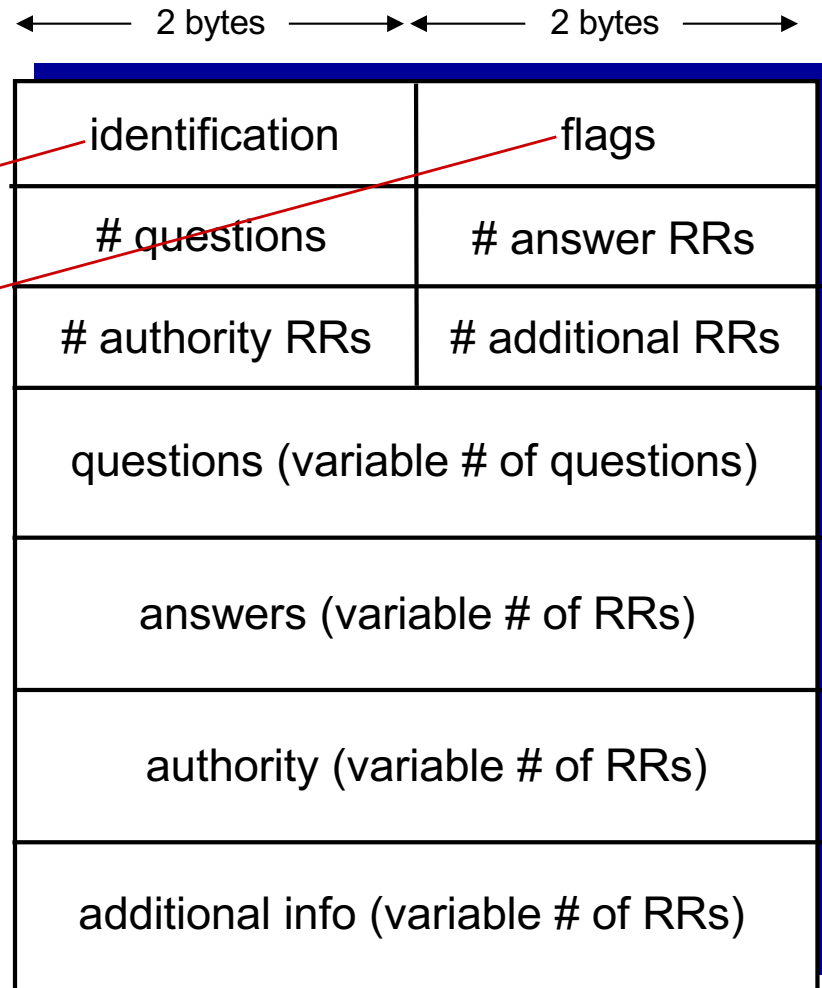 2 bytes 2 bytes
identification flags
# questions # answer RRs
# authority RRs # additional RRs
questions (variable # of questions)
answers (variable # of RRs)
authority (variable # of RRs)
additional info (variable # of RRs)